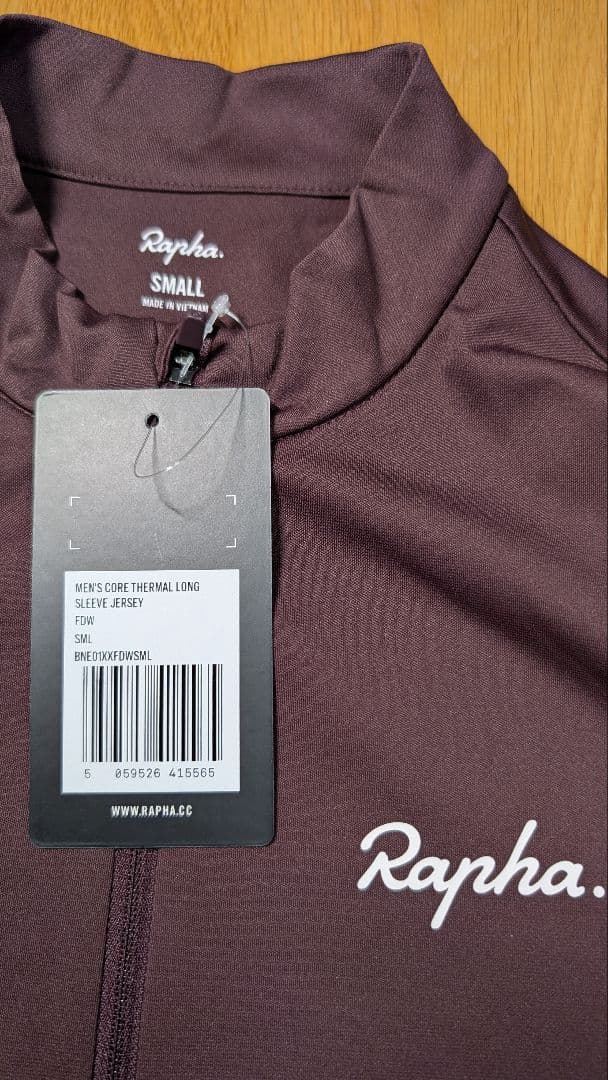 Rapha.
SMALL
MADE IN VIETNAM
MEN'S CORE THERMAL LONG
SLEEVE JERSEY
FDW
SML
BNE01XXFDWSML
5 059526 415565
WWW.RAPHA.CC
Rapha.